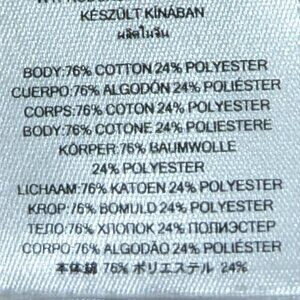 KÉSZÜLT KÍNÁBAN
ผลิตในจีน
BODY:76% COTTON 24% POLYESTER
CUERPO:76% ALGODÓN 24% POLIÉSTER
CORPS:76% COTON 24% POLYESTER
BODY:76% COTONE 24% POLIESTERE
KÖRPER:76% BAUMWOLLE
24% POLYESTER
LICHAAM:76% KATOEN 24% POLYESTER
KROP:76% BOMULD 24% POLYESTER
ТЕЛО:76% ХЛОПОК 24% ПОЛИЭСТЕР
CORPO:76% ALGODÃO 24% POLIÉSTER
本体綿 76% ポリエステル 24%